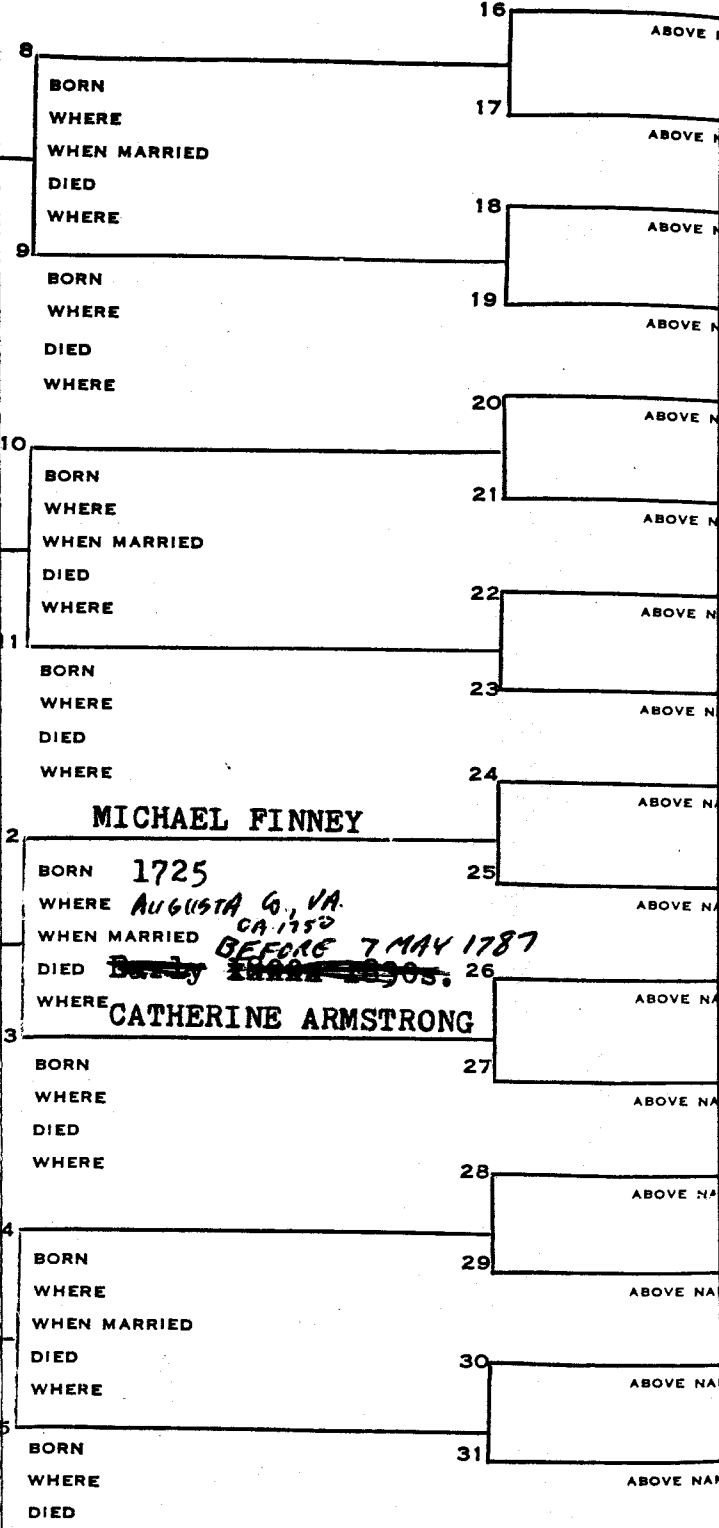 16
ABOVE
8
BORN
WHERE
17
WHEN MARRIED
ABOVE
DIED
18
WHERE
ABOVE
9
BORN
19
WHERE
ABOVE
DIED
WHERE
20
ABOVE
10
BORN
21
WHERE
ABOVE
WHEN MARRIED
DIED
22
WHERE
ABOVE
11
BORN
23
WHERE
ABOVE
DIED
WHERE
24
ABOVE
MICHAEL FINNEY
2
BORN 1725
25
WHERE AUGUSTA CO., VA.
ABOVE
CA 1750
WHEN MARRIED
BEFORE 7 MAY 1787
DIED
26
ABOVE
WHERE
CATHERINE ARMSTRONG
3
BORN
27
WHERE
ABOVE
DIED
WHERE
28
ABOVE
4
BORN
29
WHERE
ABOVE
WHEN MARRIED
DIED
30
WHERE
ABOVE
5
BORN
31
WHERE
ABOVE
DIED